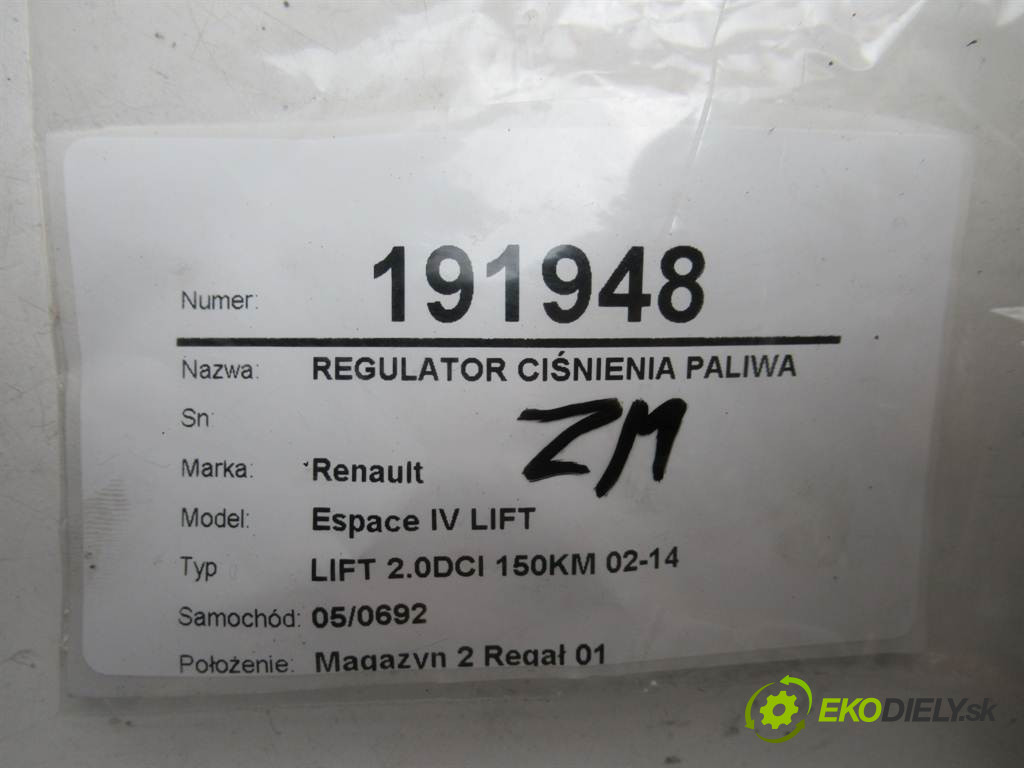 Numer: 191948
Nazwa: REGULATOR CIŚNIENIA PALIWA
Sn:
ZM
Marka: Renault
Model: Espace IV LIFT
Typ LIFT 2.0DCI 150KM 02-14
Samochód: 05/0692
Położenie: Magazyn 2 Regał 01
EKODIELY.sk